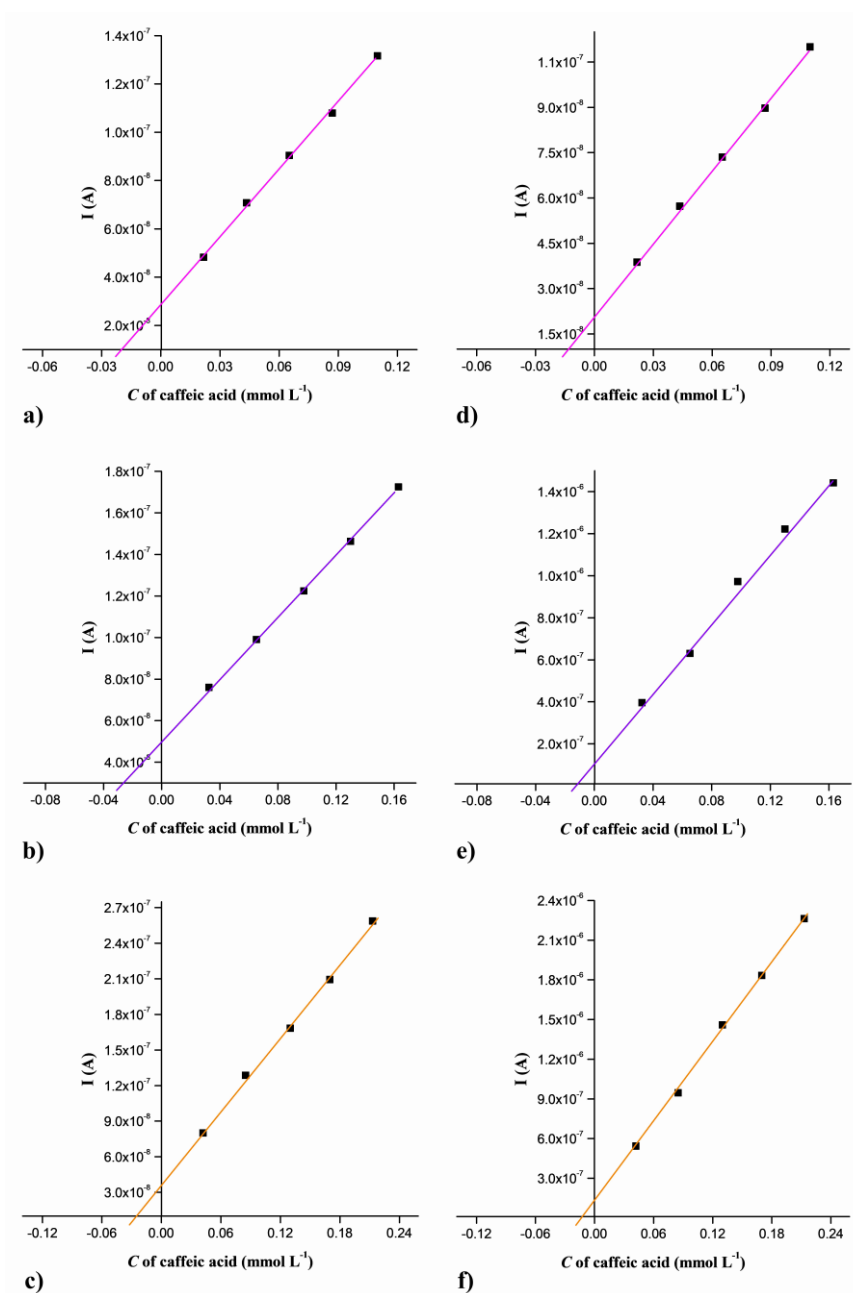 1.4x10⁻⁷
1.2x10⁻⁷
1.0x10⁻⁷
8.0x10⁻⁸
6.0x10⁻⁸
4.0x10⁻⁸
2.0x10⁻⁸
I (A)
-0.06 -0.03 0.00 0.03 0.06 0.09 0.12
C of caffeic acid (mmol L⁻¹)
a)
1.1x10⁻⁷
9.0x10⁻⁸
7.5x10⁻⁸
6.0x10⁻⁸
4.5x10⁻⁸
3.0x10⁻⁸
1.5x10⁻⁸
I (A)
-0.06 -0.03 0.00 0.03 0.06 0.09 0.12
C of caffeic acid (mmol L⁻¹)
d)
1.8x10⁻⁷
1.6x10⁻⁷
1.4x10⁻⁷
1.2x10⁻⁷
1.0x10⁻⁷
8.0x10⁻⁸
6.0x10⁻⁸
4.0x10⁻⁸
I (A)
-0.08 -0.04 0.00 0.04 0.08 0.12 0.16
C of caffeic acid (mmol L⁻¹)
b)
1.4x10⁻⁶
1.2x10⁻⁶
1.0x10⁻⁶
8.0x10⁻⁷
6.0x10⁻⁷
4.0x10⁻⁷
2.0x10⁻⁷
I (A)
-0.08 -0.04 0.00 0.04 0.08 0.12 0.16
C of caffeic acid (mmol L⁻¹)
e)
2.7x10⁻⁷
2.4x10⁻⁷
2.1x10⁻⁷
1.8x10⁻⁷
1.5x10⁻⁷
1.2x10⁻⁷
9.0x10⁻⁸
6.0x10⁻⁸
3.0x10⁻⁸
I (A)
-0.12 -0.06 0.00 0.06 0.12 0.18 0.24
C of caffeic acid (mmol L⁻¹)
c)
2.4x10⁻⁶
2.1x10⁻⁶
1.8x10⁻⁶
1.5x10⁻⁶
1.2x10⁻⁶
9.0x10⁻⁷
6.0x10⁻⁷
3.0x10⁻⁷
I (A)
-0.12 -0.06 0.00 0.06 0.12 0.18 0.24
C of caffeic acid (mmol L⁻¹)
f)